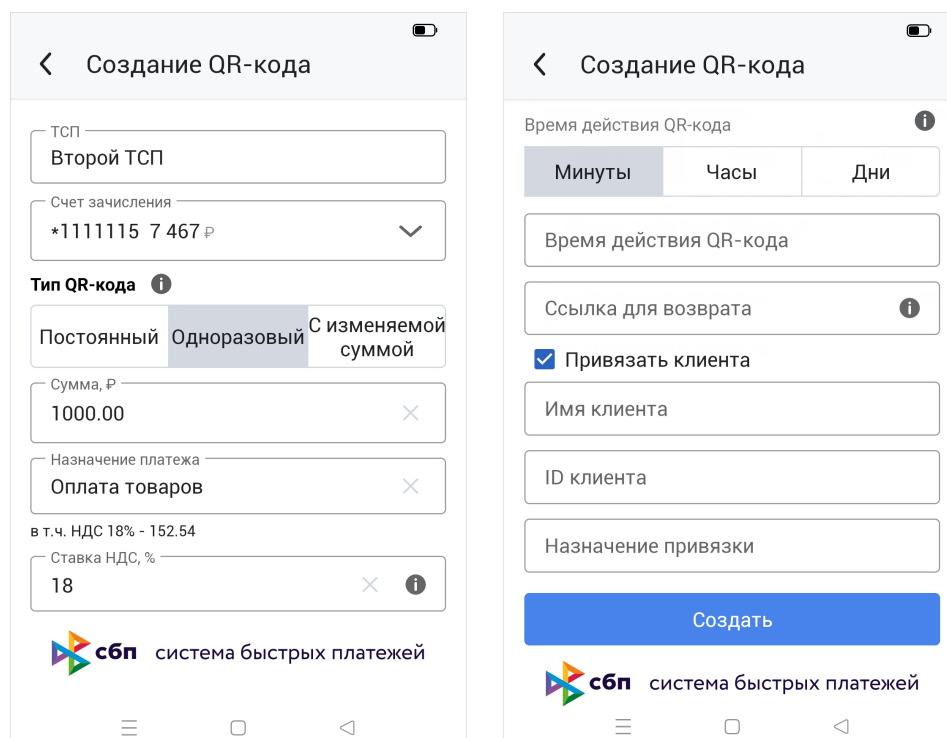 Создание QR-кода
ТСП
Второй ТСП
Счет зачисления
*1111115 7 467 ₽
Тип QR-кода
Постоянный
Одноразовый
С изменяемой
суммой
Сумма, ₽
1000.00
Назначение платежа
Оплата товаров
в т.ч. НДС 18% - 152.54
Ставка НДС, %
18
сбп система быстрых платежей
Создание QR-кода
Время действия QR-кода
Минуты
Часы
Дни
Время действия QR-кода
Ссылка для возврата
Привязать клиента
Имя клиента
ID клиента
Назначение привязки
Создать
сбп система быстрых платежей